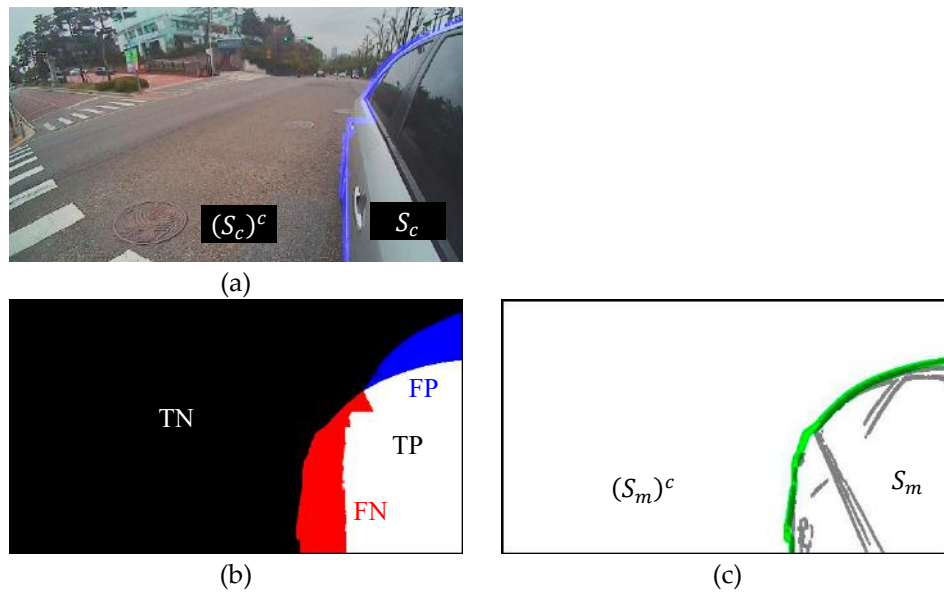 (S_c)^c
S_c
(a)
TN
FP
TP
FN
(b)
(S_m)^c
S_m
(c)